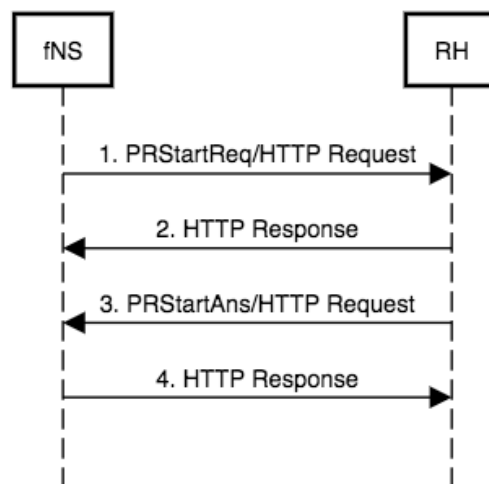 fNS
RH
1. PRStartReq/HTTP Request
2. HTTP Response
3. PRStartAns/HTTP Request
4. HTTP Response